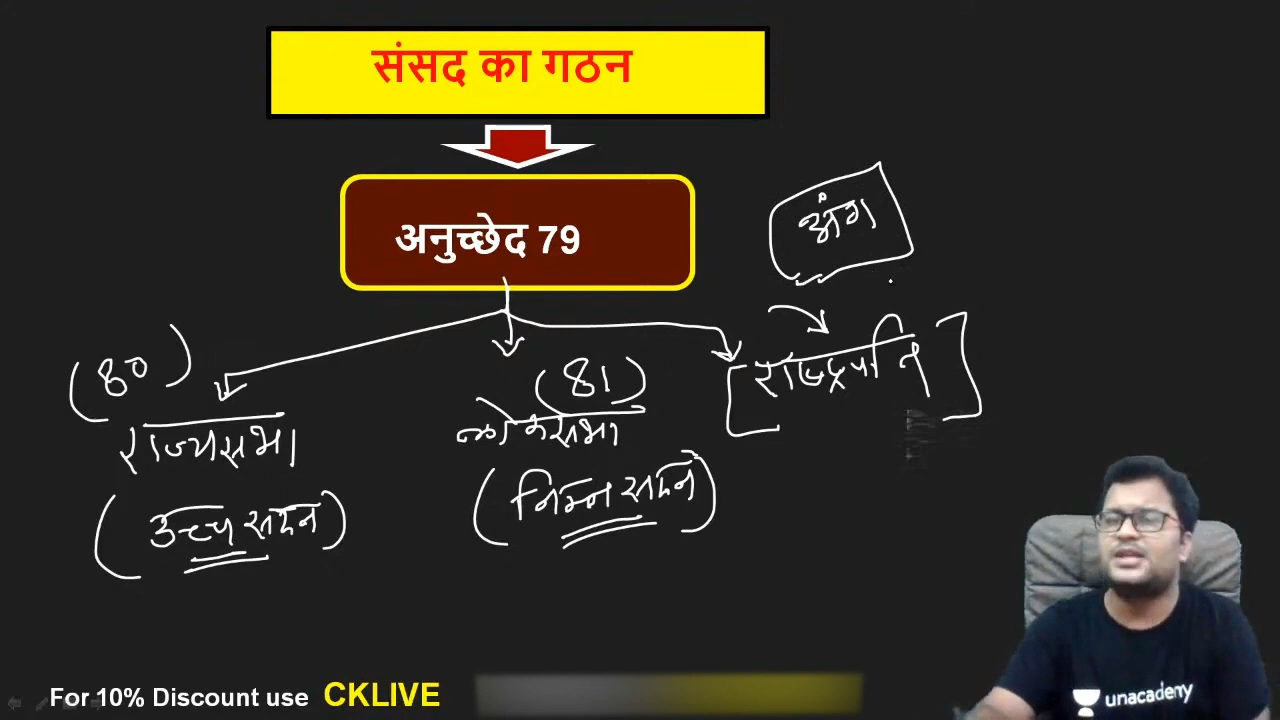 संसद का गठन
अनुच्छेद 79
अंग
(80)
(81)
[राष्ट्रपति]
राज्यसभा
लोकसभा
(उच्च सदन)
(निम्न सदन)
unacademy
For 10% Discount use CKLIVE